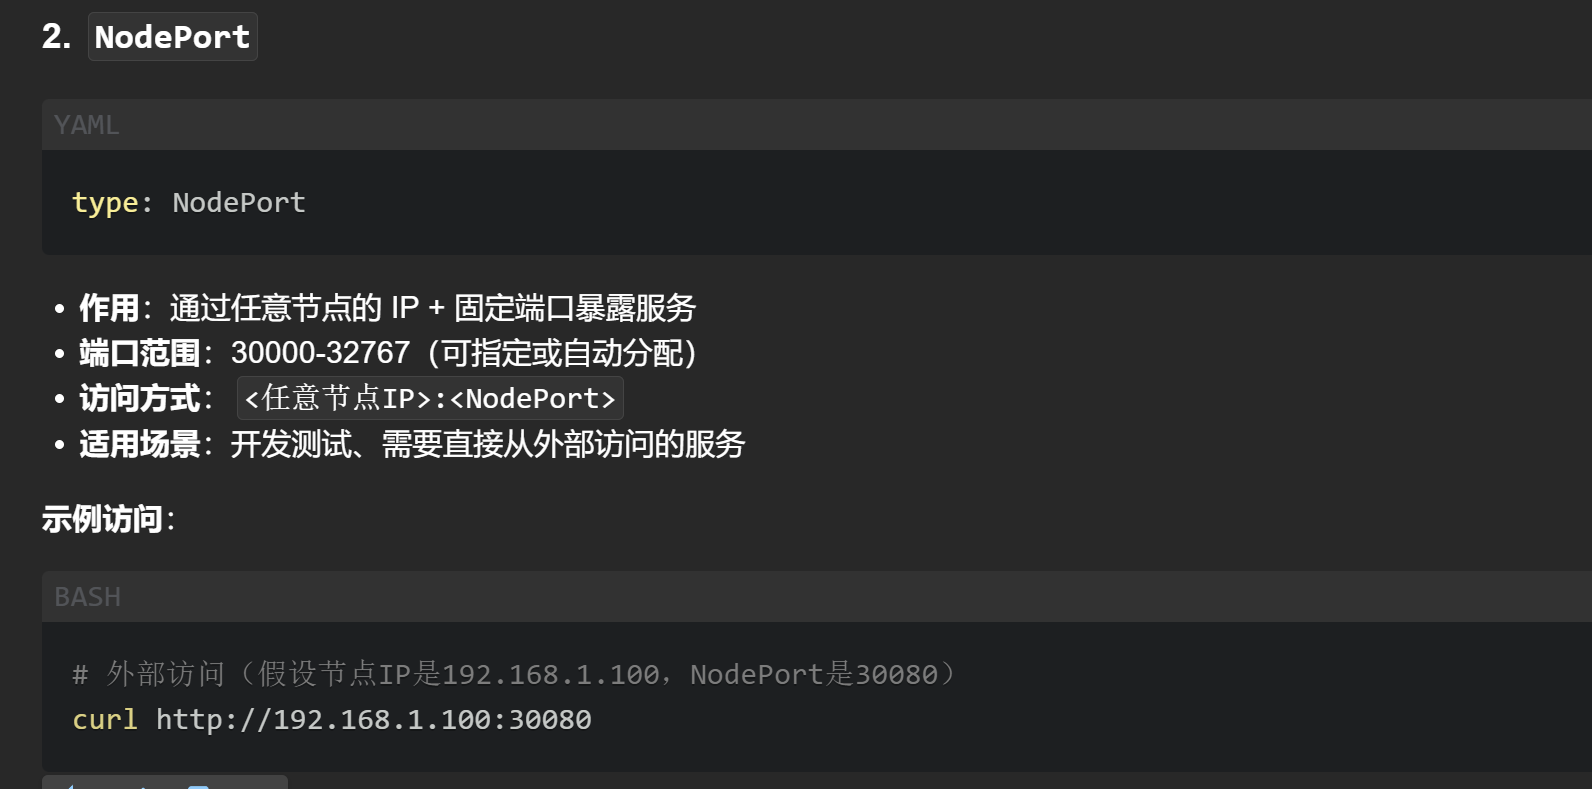 2. NodePort
YAML
type: NodePort
• 作用：通过任意节点的 IP + 固定端口暴露服务
• 端口范围：30000-32767（可指定或自动分配）
• 访问方式： <任意节点IP>:<NodePort>
• 适用场景：开发测试、需要直接从外部访问的服务
示例访问：
BASH
# 外部访问（假设节点IP是192.168.1.100，NodePort是30080）
curl http://192.168.1.100:30080